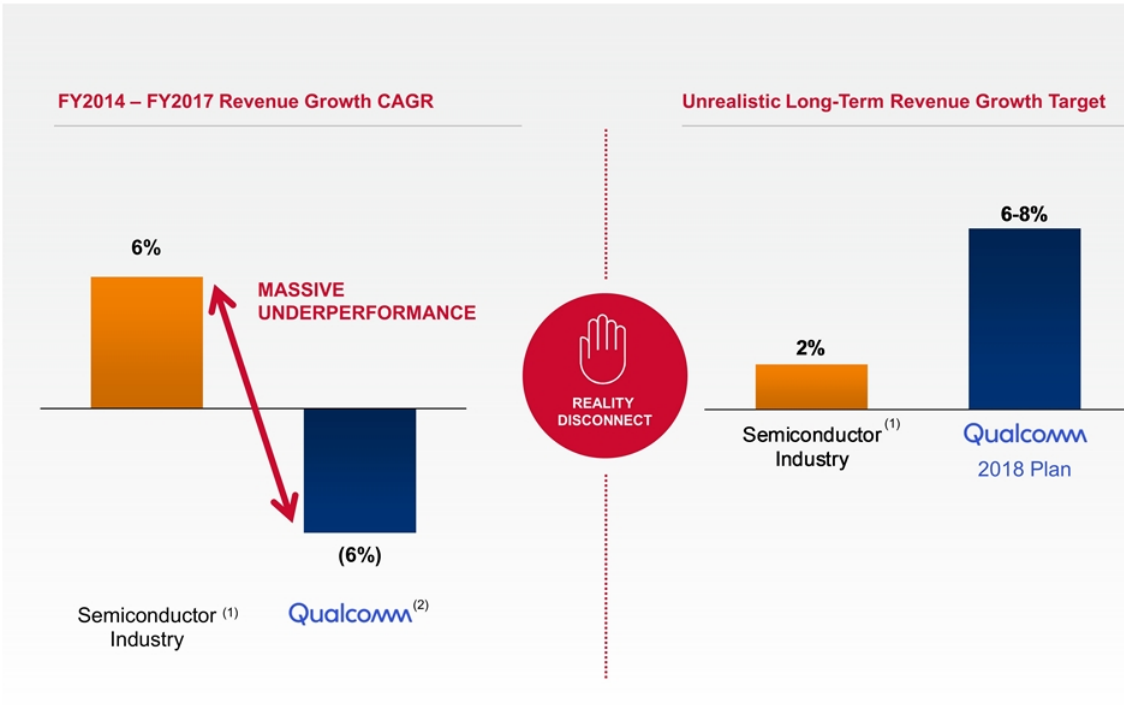 FY2014 – FY2017 Revenue Growth CAGR
6%
MASSIVE
UNDERPERFORMANCE
(6%)
Semiconductor (1)
Industry
Qualcomm (2)
REALITY
DISCONNECT
Unrealistic Long-Term Revenue Growth Target
2%
6-8%
Semiconductor (1)
Industry
Qualcomm
2018 Plan